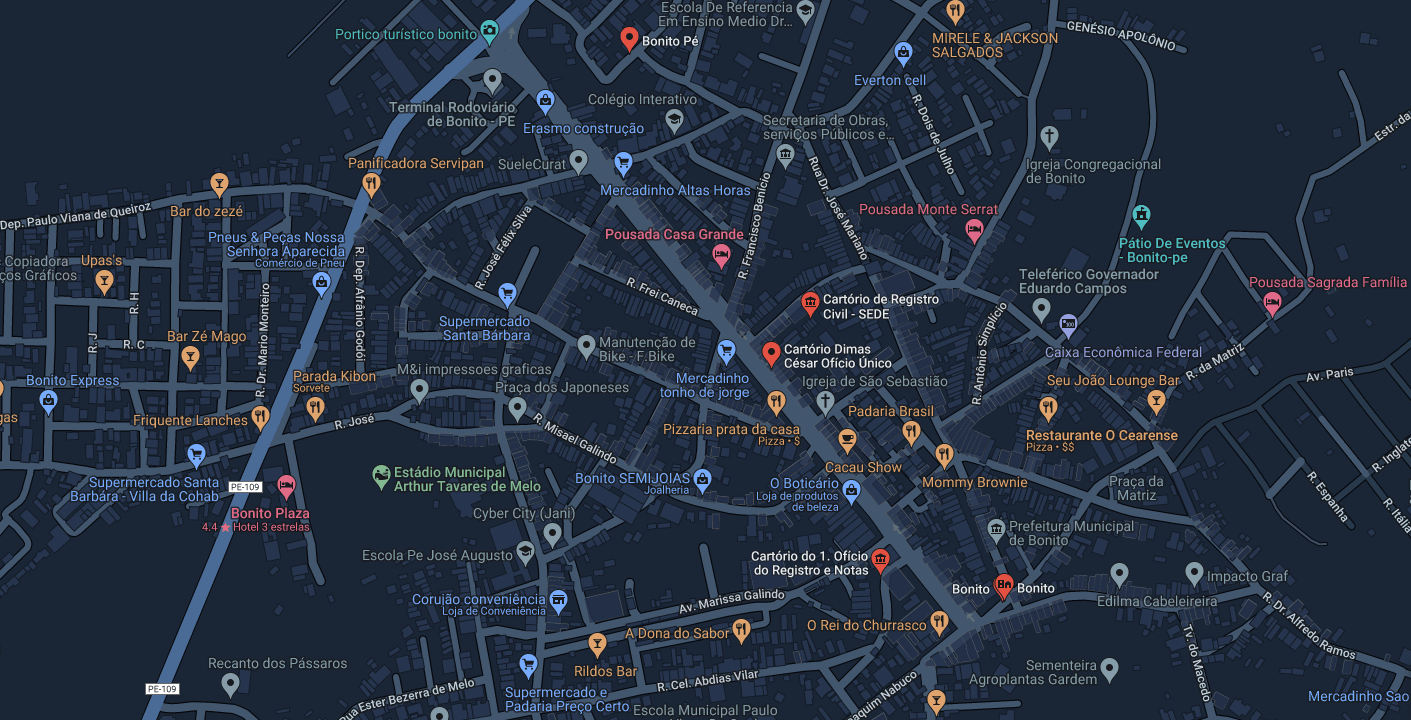 Escola De Referencia
Em Ensino Medio Dr...
Portico turístico bonito
Bonito Pé
MIRELE & JACKSON
SALGADOS
GENÉSIO APOLÔNIO
Everton cell
Terminal Rodoviário
de Bonito - PE
Colégio Interativo
Erasmo construção
R. Dois de Julho
Secretaria de Obras,
serviÇos Públicos e...
Estr. da
Panificadora Servipan
SueleCurat
Igreja Congregacional
de Bonito
Mercadinho Altas Horas
Rua Dr. José Mariano
R. Francisco Benício
Dep. Paulo Viana de Queiroz
Bar do zezé
Pousada Monte Serrat
Pousada Casa Grande
R. José Félix Silva
Pneus & Peças Nossa
Senhora Aparecida
Comércio de Pneu
Pátio De Eventos
- Bonito-pe
Copiadora
ços Gráficos
Upas's
R. Dep. Afrânio Godói
Teleférico Governador
Eduardo Campos
Pousada Sagrada Família
R. Frei Caneca
R. H
Cartório de Registro
Civil - SEDE
Supermercado
Santa Bárbara
R. Dr. Mario Monteiro
R. J
R. C
Bar Zé Mago
Manutenção de
Bike - F.Bike
Cartório Dimas
César Ofício Único
R. Antônio Simplício
Caixa Econômica Federal
R. da Matriz
Av. Paris
Bonito Express
Parada Kibon
Sorvete
M&i impressoes graficas
Praça dos Japoneses
Mercadinho
tonho de jorge
Igreja de São Sebastião
Seu João Lounge Bar
gas
Friquente Lanches
R. José
R. Misael Galindo
Pizzaria prata da casa
Pizza • $
Padaria Brasil
Restaurante O Cearense
Pizza • $$
Supermercado Santa
Barbára - Villa da Cohab
PE-109
Estádio Municipal
Arthur Tavares de Melo
Bonito SEMIJOIAS
Joalheria
Cacau Show
O Boticário
Loja de produtos
de beleza
Mommy Brownie
Praça da
Matriz
R. Espanha
R. Inglate
R. Itália
Bonito Plaza
4.4 ★ Hotel 3 estrelas
Cyber City (Jani)
Prefeitura Municipal
de Bonito
Escola Pe José Augusto
Cartório do 1. Ofício
do Registro e Notas
Bonito
Bonito
Impacto Graf
Edilma Cabeleireira
Corujão conveniência
Loja de Conveniência
Av. Marissa Galindo
A Dona do Sabor
O Rei do Churrasco
R. Dr. Alfredo Ramos
Tv. do Macedo
Recanto dos Pássaros
Rildos Bar
R. Cel. Abdias Vilar
Sementeira
Agroplantas Gardem
PE-109
Rua Ester Bezerra de Melo
Supermercado e
Padaria Preço Certo
Escola Municipal Paulo
oaquim Nabuco
Mercadinho Sao